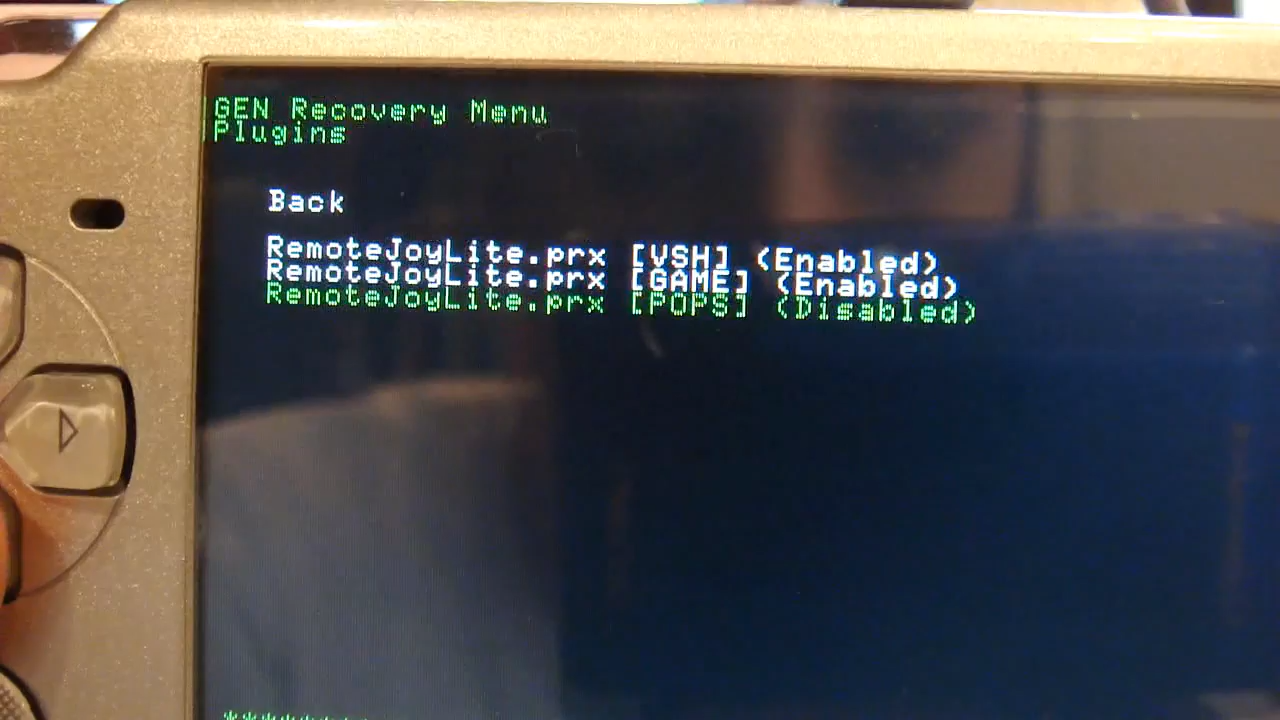 GEN Recovery Menu
Plugins
Back
RemoteJoyLite.prx [VSH] (Enabled)
RemoteJoyLite.prx [GAME] (Enabled)
RemoteJoyLite.prx [POPS] (Disabled)